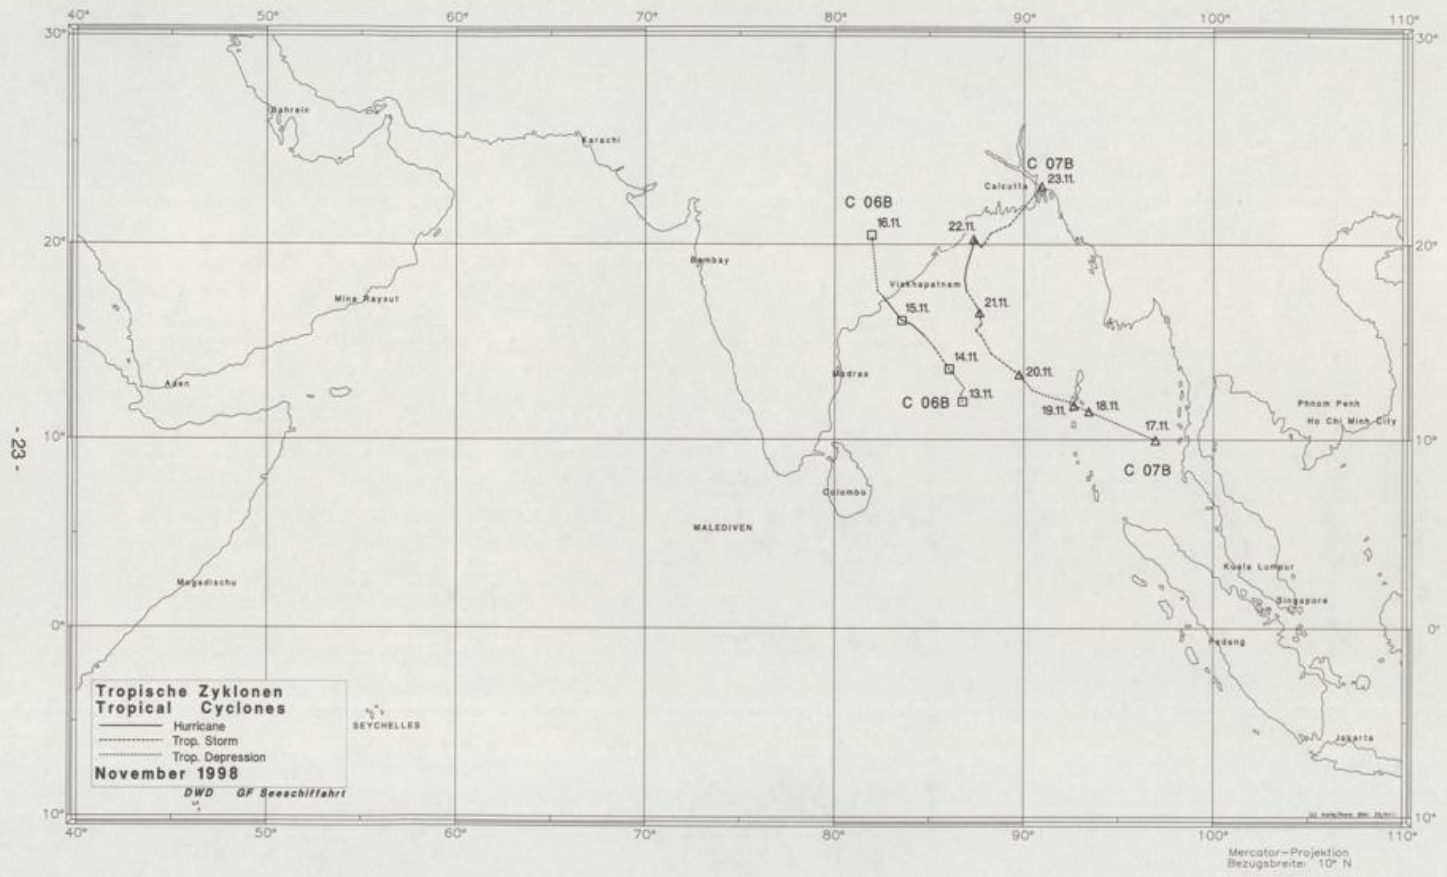 40° 50° 60° 70° 80° 90° 100° 110°
30° 30°
Bahrain
Karachi
C 07B
23.11.
Calcutta
C 06B
16.11.
22.11.
20° 20°
Bombay
Mina Raysut
Viskhapatnam
21.11.
15.11.
14.11.
Madras
20.11.
Aden
13.11.
C 06B
19.11. 18.11.
Phnom Penh
Ho Chi Minh City
17.11.
10° 10°
C 07B
Colombo
MALEDIVEN
Kuala Lumpur
Mogadischu
Singapore
0° 0°
Padang
Tropische Zyklonen
Tropical Cyclones
Hurricane
Trop. Storm
Trop. Depression
November 1998
DWD GF Seeschiffahrt
SEYCHELLES
Jakarta
10° 10°
40° 50° 60° 70° 80° 90° 100° 110°
Mercator-Projektion
Bezugsbreite: 10° N
- 23 -